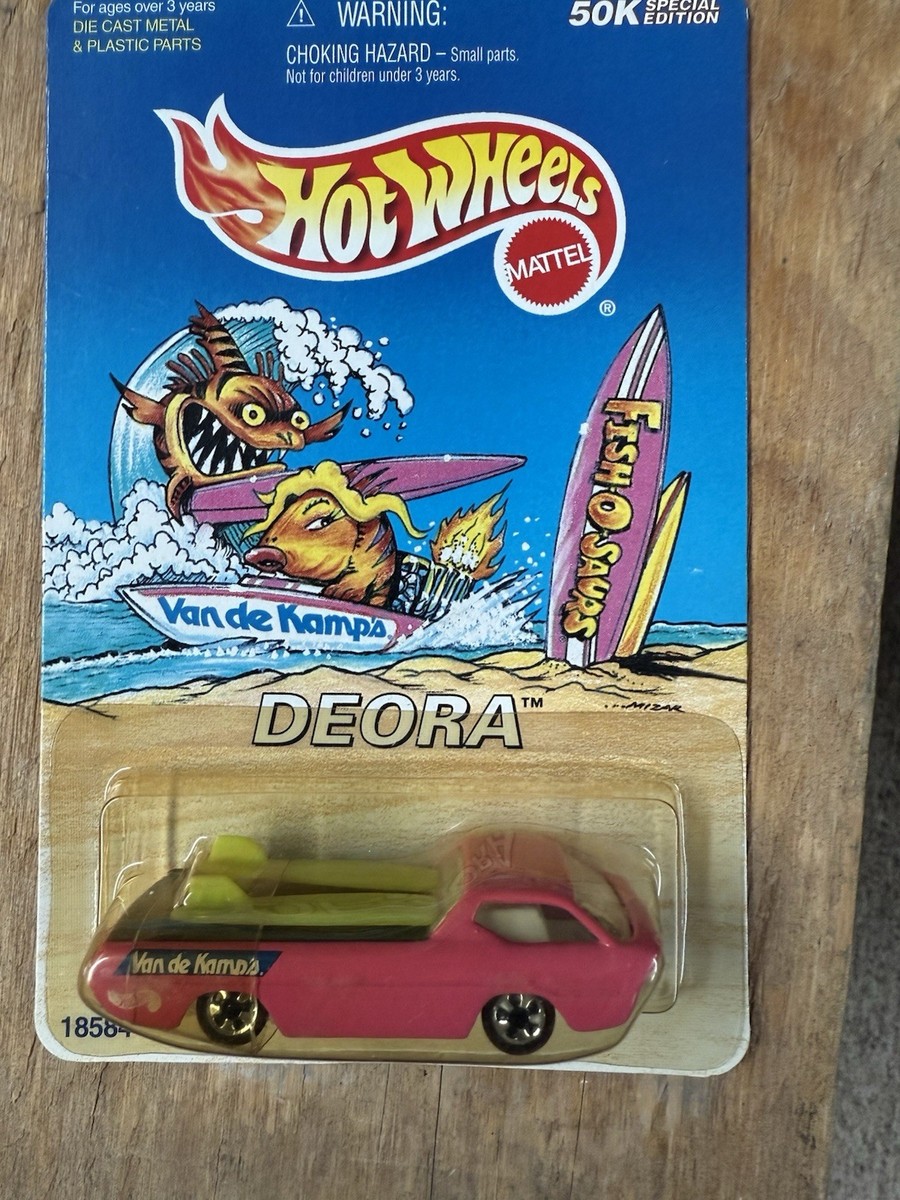 For ages over 3 years
DIE CAST METAL
& PLASTIC PARTS
⚠ WARNING:
CHOKING HAZARD – Small parts.
Not for children under 3 years.
50K SPECIAL
EDITION
HOT WHEELS
MATTEL
®
FISH O SAURS
Van de Kamp's
...MIZAR
DEORA™
Van de Kamp's
18584